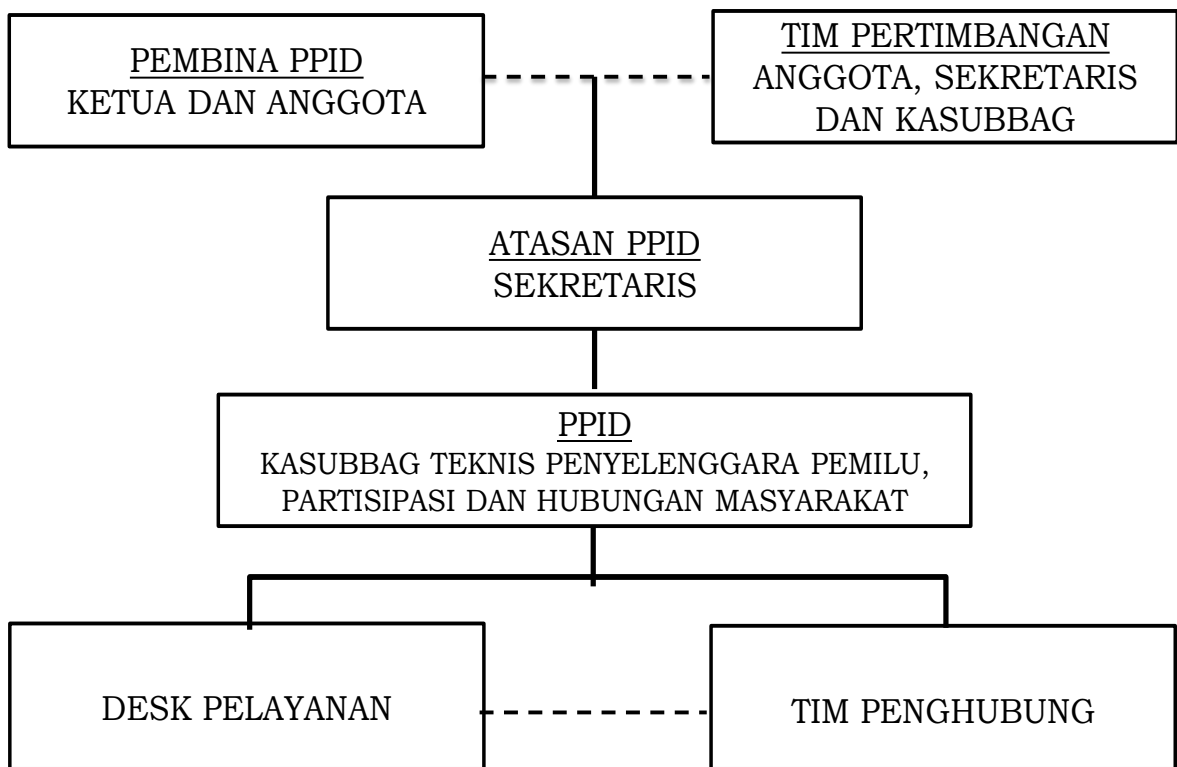 PEMBINA PPID
KETUA DAN ANGGOTA
TIM PERTIMBANGAN
ANGGOTA, SEKRETARIS
DAN KASUBBAG
ATASAN PPID
SEKRETARIS
PPID
KASUBBAG TEKNIS PENYELENGGARA PEMILU,
PARTISIPASI DAN HUBUNGAN MASYARAKAT
DESK PELAYANAN
TIM PENGHUBUNG